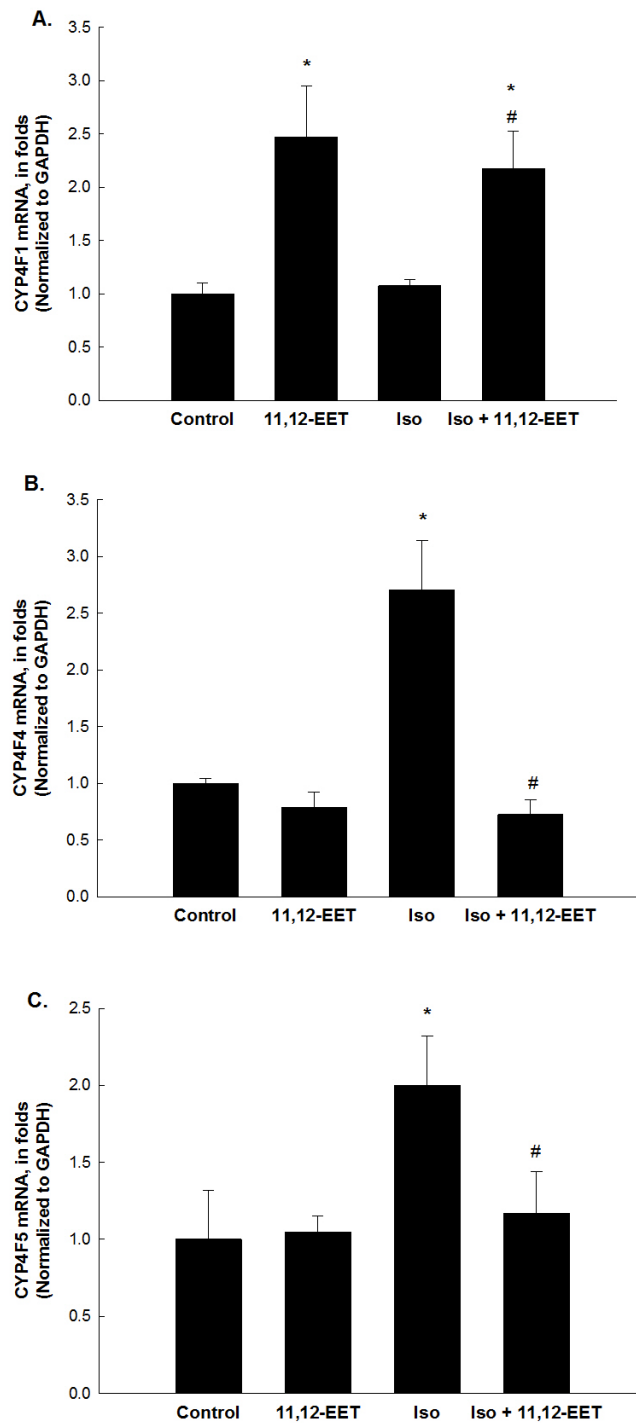 A.
CYP4F1 mRNA, in folds
(Normalized to GAPDH)
3.5
3.0
2.5
2.0
1.5
1.0
0.5
0.0
*
*
#
Control 11,12-EET Iso Iso + 11,12-EET
B.
CYP4F4 mRNA, in folds
(Normalized to GAPDH)
3.5
3.0
2.5
2.0
1.5
1.0
0.5
0.0
*
#
Control 11,12-EET Iso Iso + 11,12-EET
C.
CYP4F5 mRNA, in folds
(Normalized to GAPDH)
2.5
2.0
1.5
1.0
0.5
0.0
*
#
Control 11,12-EET Iso Iso + 11,12-EET